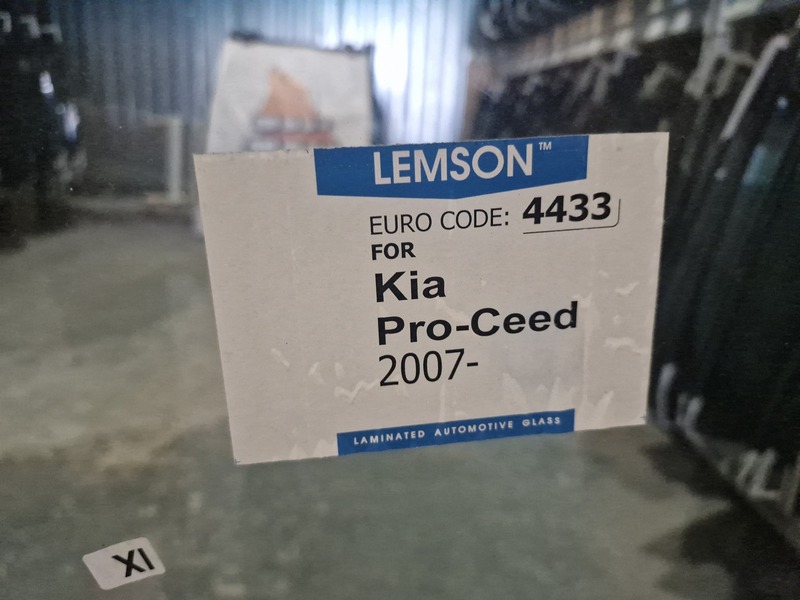 LEMSON™
EURO CODE: 4433
FOR
Kia
Pro-Ceed
2007-
LAMINATED AUTOMOTIVE GLASS
XI